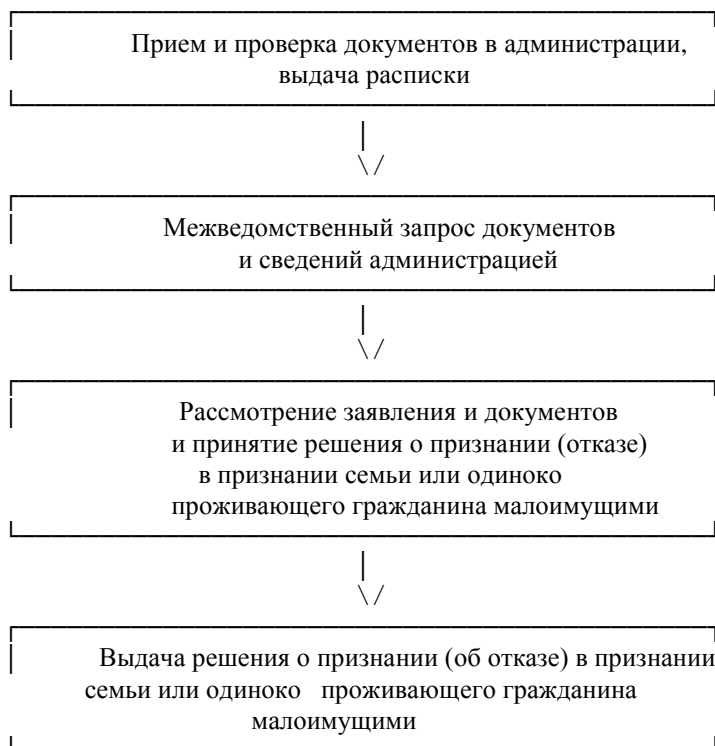 Прием и проверка документов в администрации,
выдача расписки
Межведомственный запрос документов
и сведений администрацией
Рассмотрение заявления и документов
и принятие решения о признании (отказе)
в признании семьи или одиноко
проживающего гражданина малоимущими
Выдача решения о признании (об отказе) в признании
семьи или одиноко проживающего гражданина
малоимущими